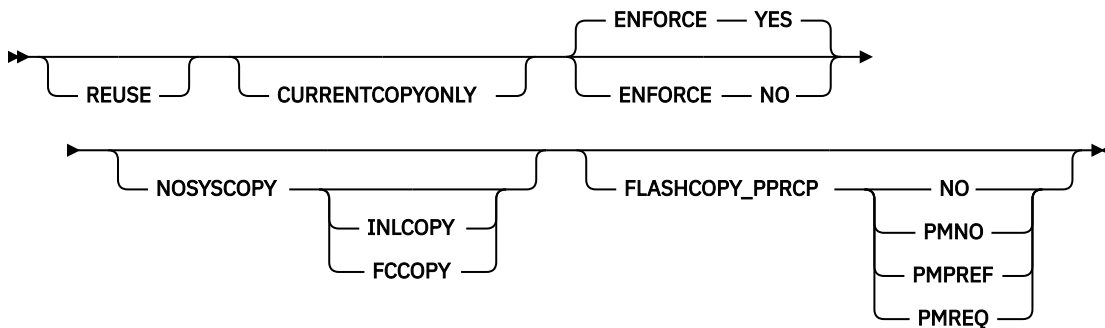 ENFORCE YES
REUSE CURRENTCOPYONLY ENFORCE NO
NOSYSCOPY FLASHCOPY_PPRCP NO
INLCOPY PMNO
FCCOPY PMPREF
PMREQ